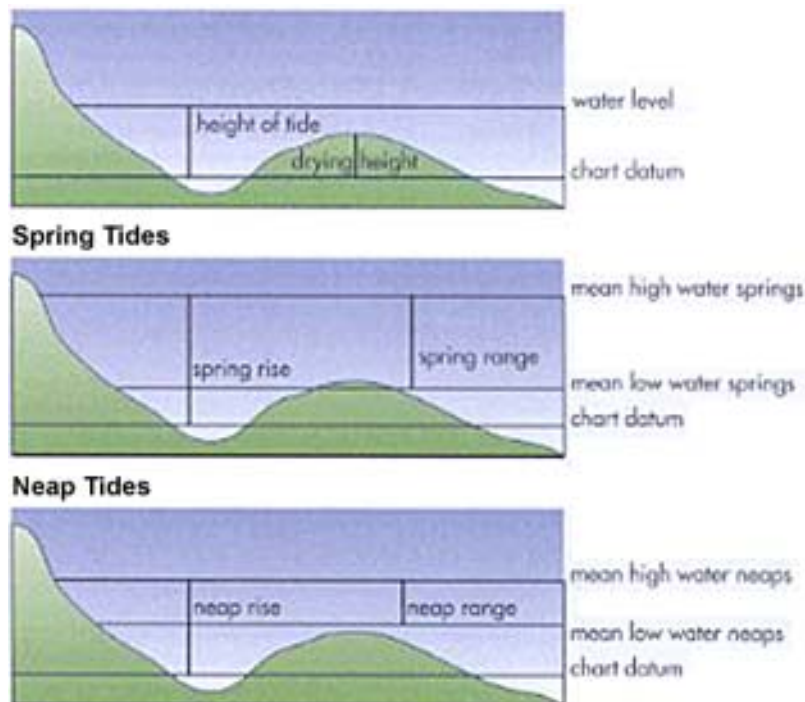 water level
height of tide
drying height
chart datum
Spring Tides
mean high water springs
spring range
spring rise
mean low water springs
chart datum
Neap Tides
mean high water neaps
neap rise
neap range
mean low water neaps
chart datum